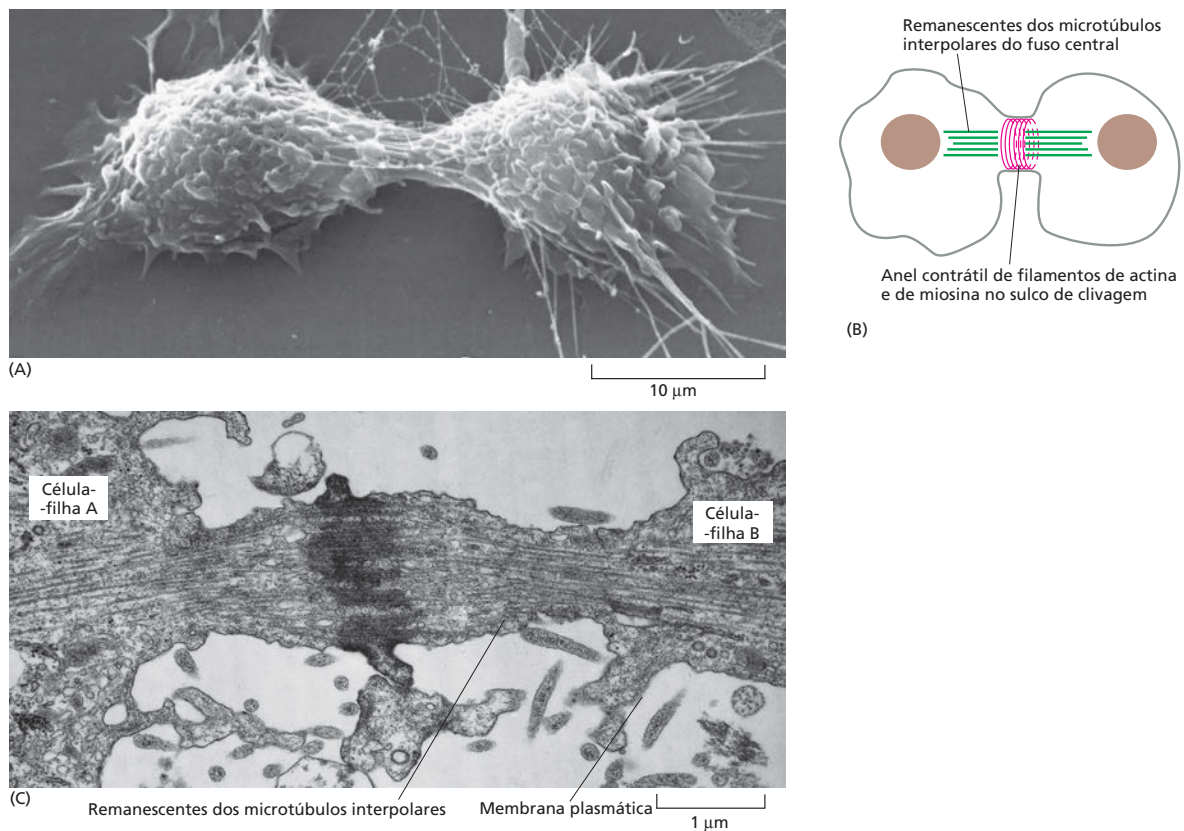 Remanescentes dos microtúbulos
interpolares do fuso central
Anel contrátil de filamentos de actina
e de miosina no sulco de clivagem
(B)
(A)
10 μm
Célula-
-filha A
Célula-
-filha B
(C)
Remanescentes dos microtúbulos interpolares
Membrana plasmática
1 μm